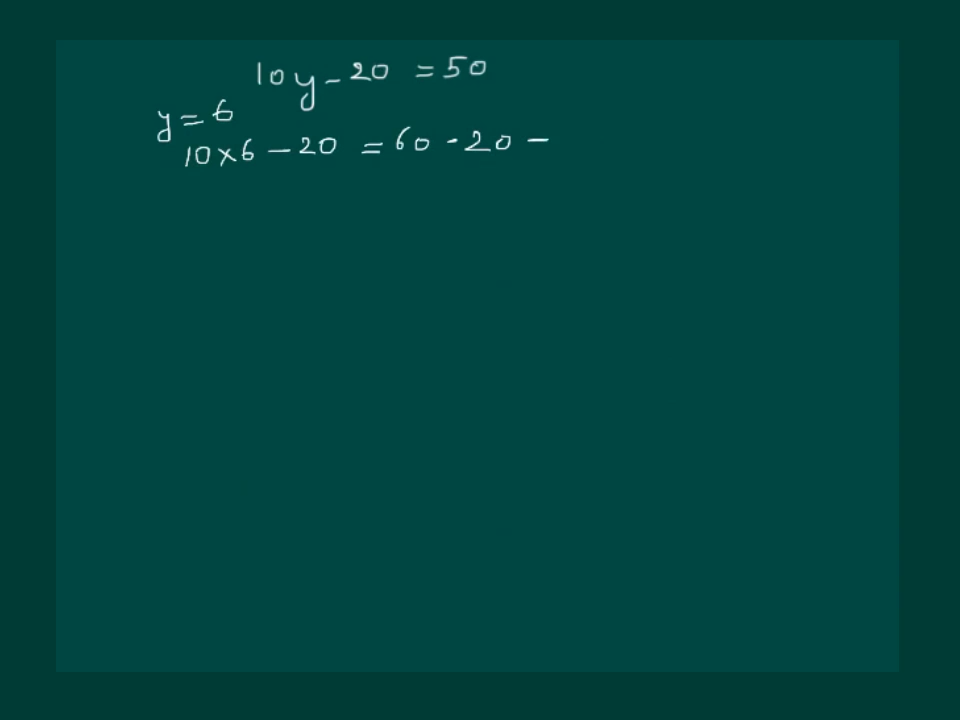 10y - 20 = 50
y = 6
10 × 6 - 20 = 60 - 20 -